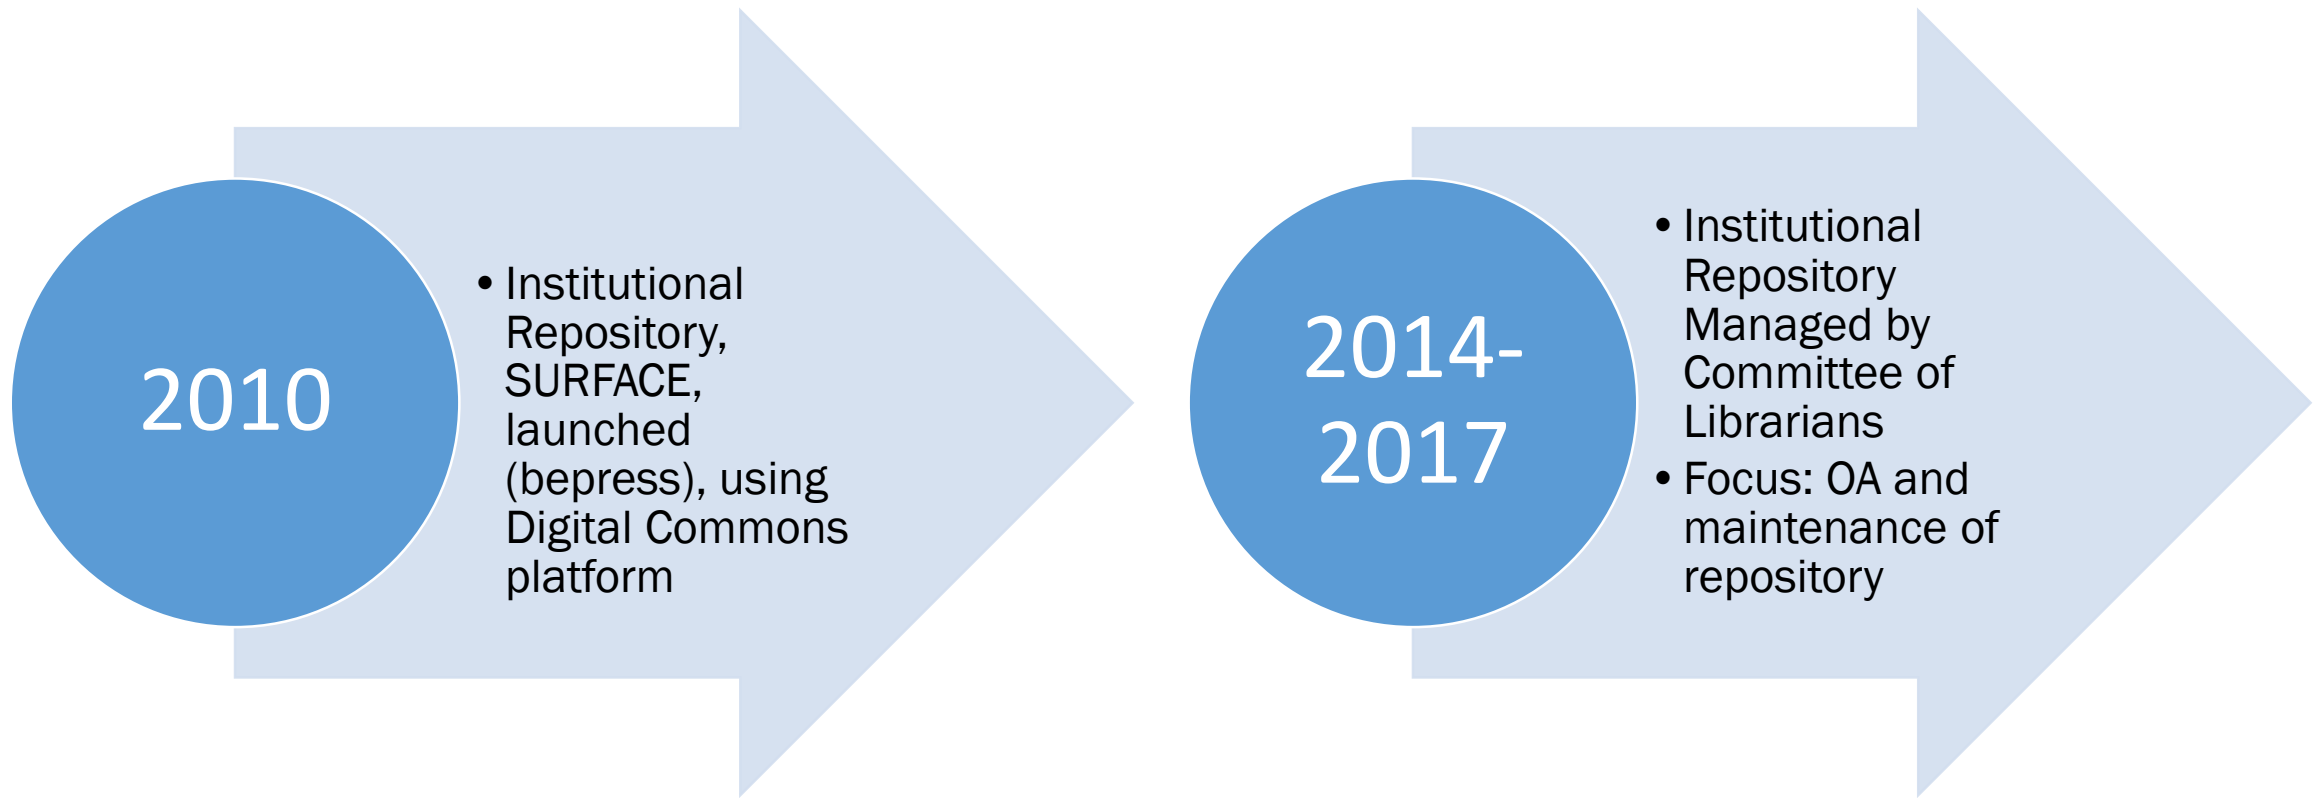 2010
• Institutional
Repository,
SURFACE,
launched
(bepress), using
Digital Commons
platform
2014-
2017
• Institutional
Repository
Managed by
Committee of
Librarians
• Focus: OA and
maintenance of
repository